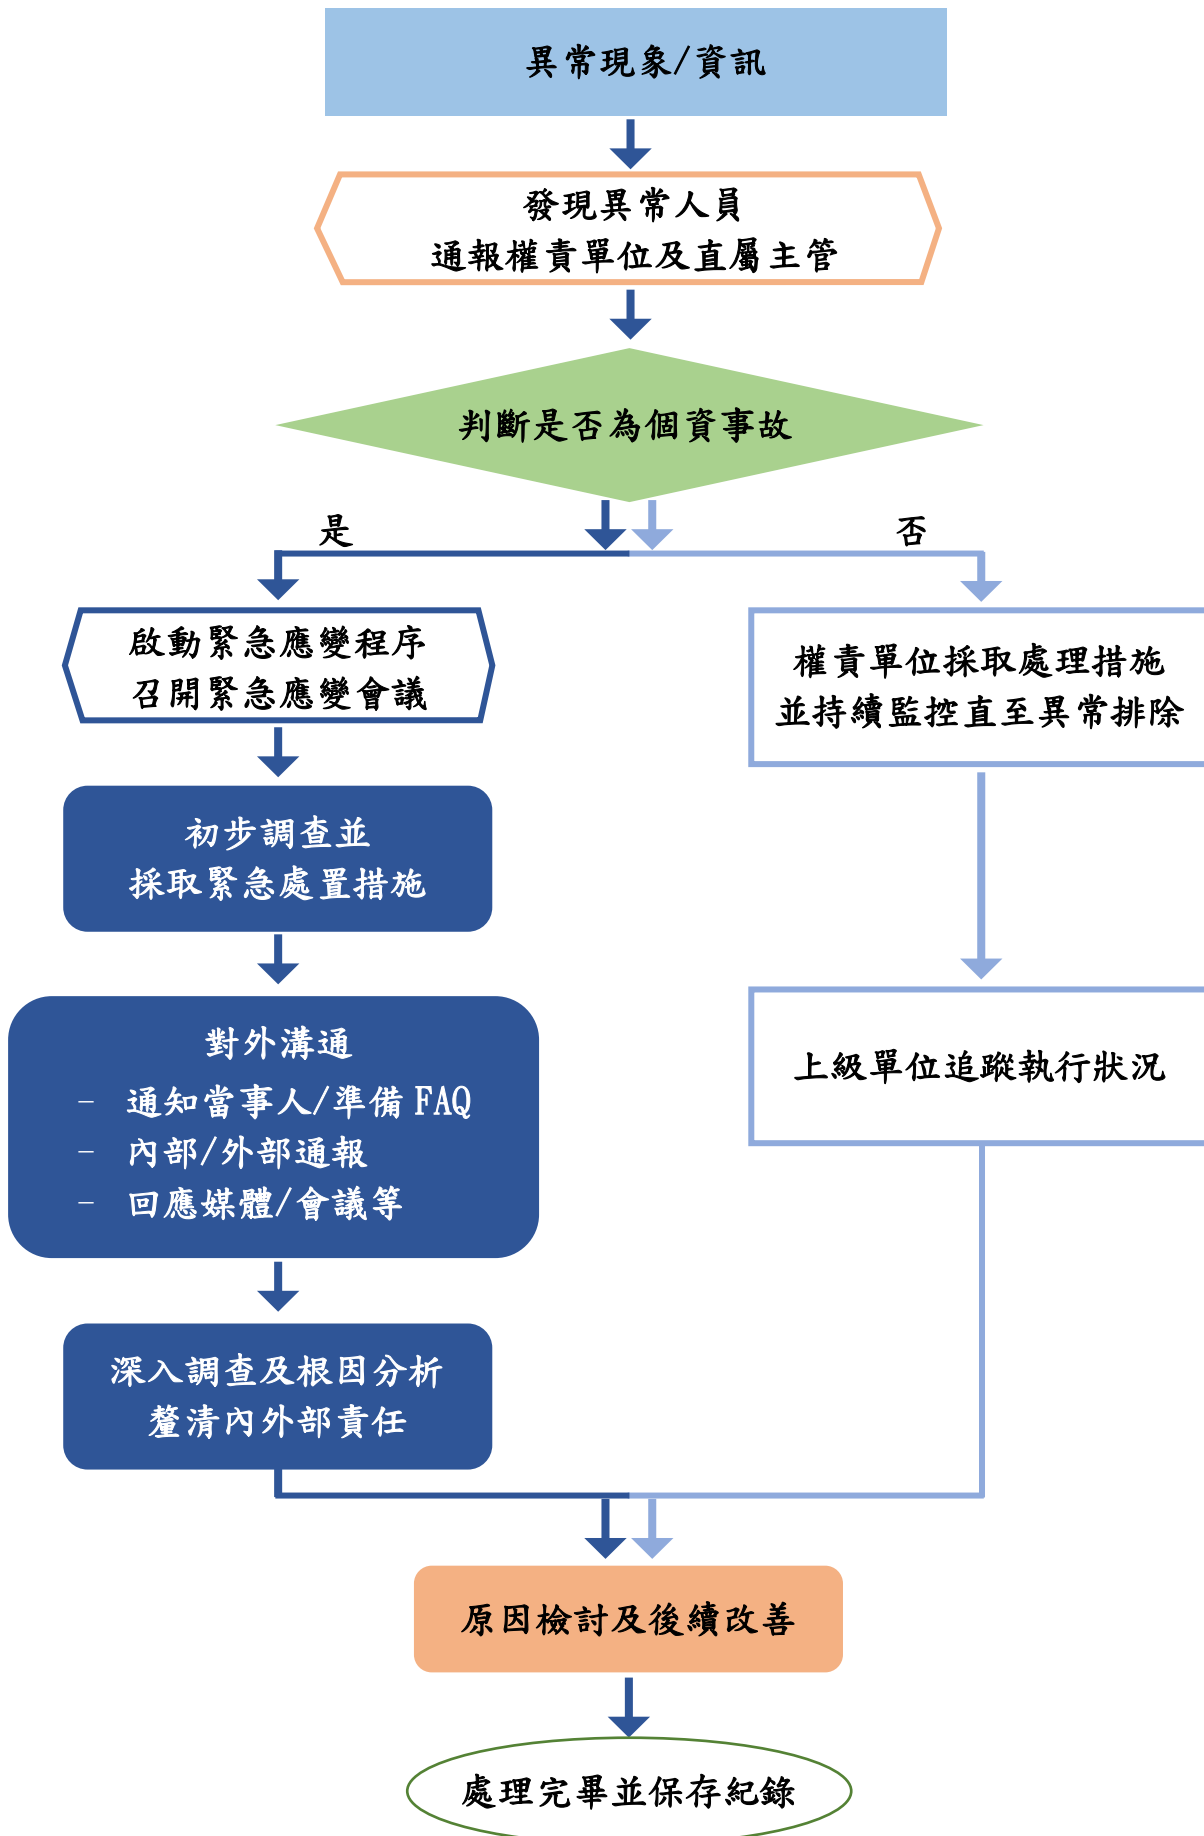 異常現象/資訊
發現異常人員
通報權責單位及直屬主管
判斷是否為個資事故
是
否
啟動緊急應變程序
召開緊急應變會議
權責單位採取處理措施
並持續監控直至異常排除
初步調查並
採取緊急處置措施
對外溝通
- 通知當事人/準備 FAQ
- 內部/外部通報
- 回應媒體/會議等
上級單位追蹤執行狀況
深入調查及根因分析
釐清內外部責任
原因檢討及後續改善
處理完畢並保存紀錄